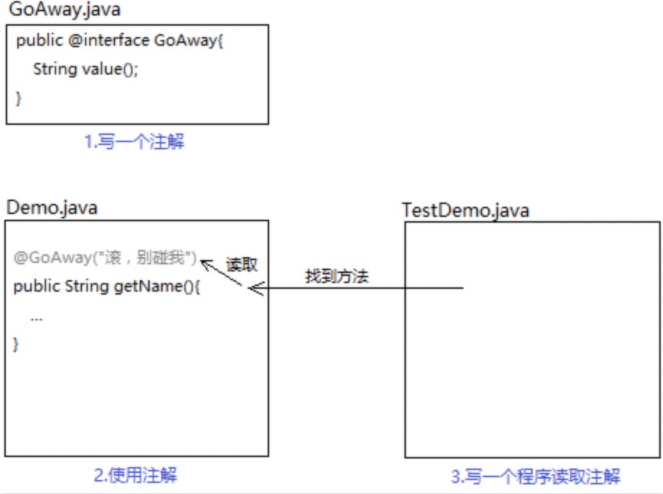 GoAway.java
public @interface GoAway{
String value();
}
1.写一个注解
Demo.java
@GoAway("滚，别碰我")
读取
public String getName(){
...
}
2.使用注解
找到方法
TestDemo.java
3.写一个程序读取注解